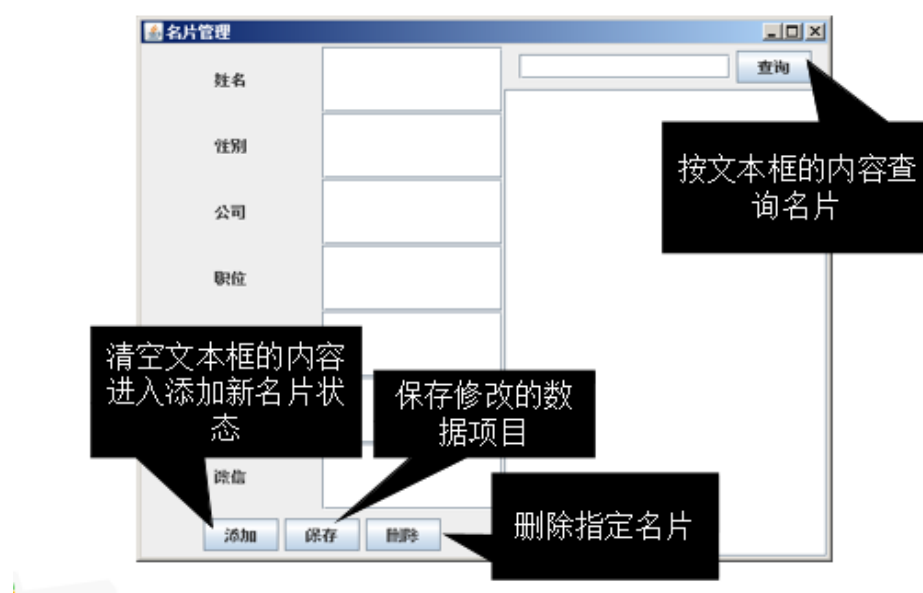 名片管理
姓名
查询
性别
按文本框的内容查
询名片
公司
职位
清空文本框的内容
进入添加新名片状
态
保存修改的数
据项目
微信
添加
保存
删除
删除指定名片